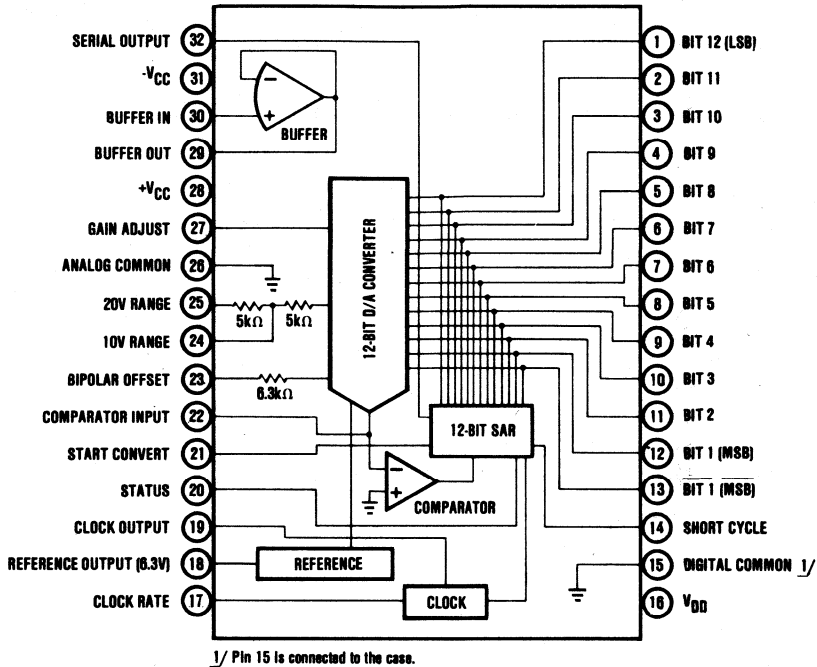 SERIAL OUTPUT 32
-VCC 31
BUFFER IN 30
BUFFER OUT 29
+VCC 28
GAIN ADJUST 27
ANALOG COMMON 26
20V RANGE 25
10V RANGE 24
BIPOLAR OFFSET 23
COMPARATOR INPUT 22
START CONVERT 21
STATUS 20
CLOCK OUTPUT 19
REFERENCE OUTPUT (6.3V) 18
CLOCK RATE 17
−
+
BUFFER
12-BIT D/A CONVERTER
5kΩ 5kΩ
6.3kΩ
12-BIT SAR
−
+
COMPARATOR
REFERENCE
CLOCK
1 BIT 12 (LSB)
2 BIT 11
3 BIT 10
4 BIT 9
5 BIT 8
6 BIT 7
7 BIT 6
8 BIT 5
9 BIT 4
10 BIT 3
11 BIT 2
12 BIT 1 (MSB)
13 B̅I̅T̅ 1̅ (M̅S̅B̅)
14 SHORT CYCLE
15 DIGITAL COMMON 1/
16 VDD
1/ Pin 15 is connected to the case.